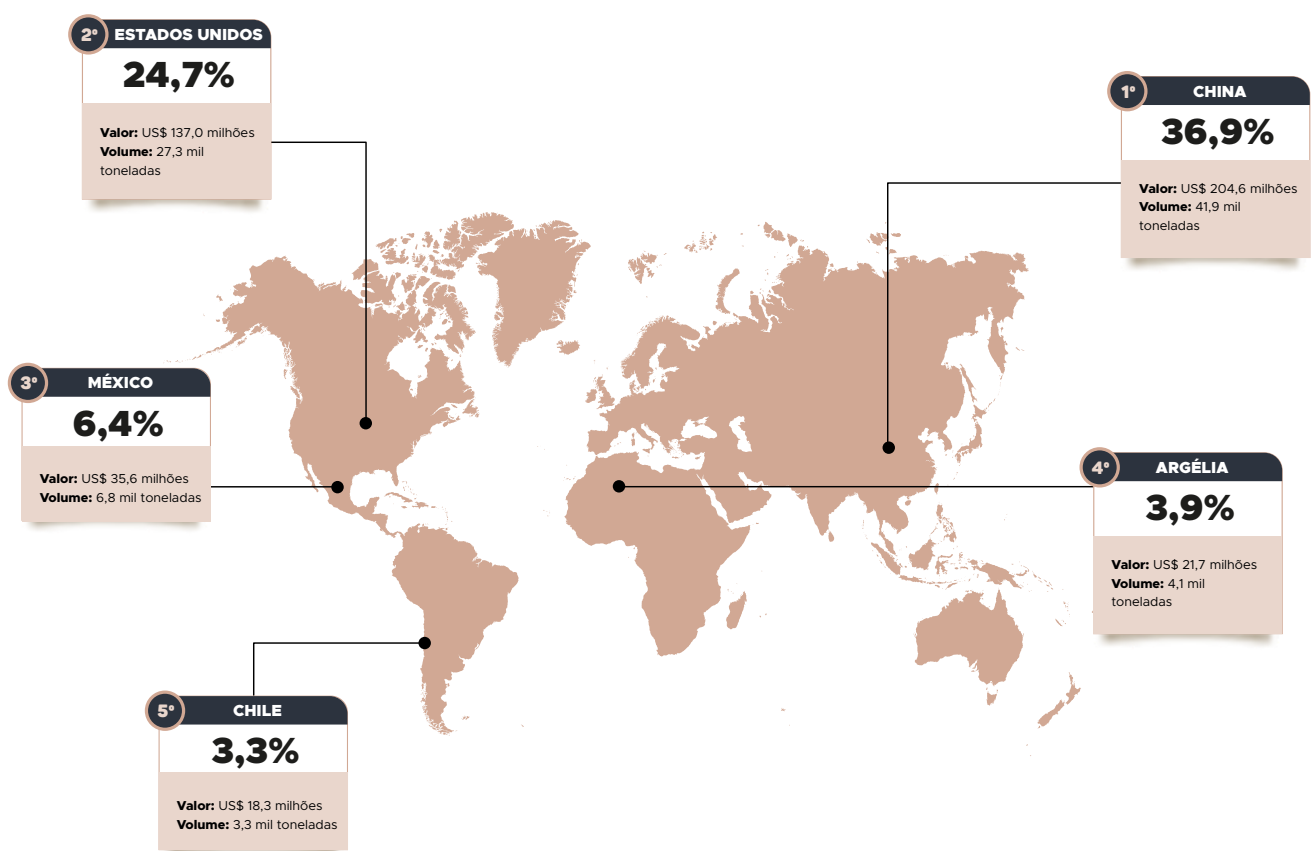 2º ESTADOS UNIDOS
24,7%
Valor: US$ 137,0 milhões
Volume: 27,3 mil
toneladas
1º CHINA
36,9%
Valor: US$ 204,6 milhões
Volume: 41,9 mil
toneladas
3º MÉXICO
6,4%
Valor: US$ 35,6 milhões
Volume: 6,8 mil toneladas
4º ARGÉLIA
3,9%
Valor: US$ 21,7 milhões
Volume: 4,1 mil
toneladas
5º CHILE
3,3%
Valor: US$ 18,3 milhões
Volume: 3,3 mil toneladas